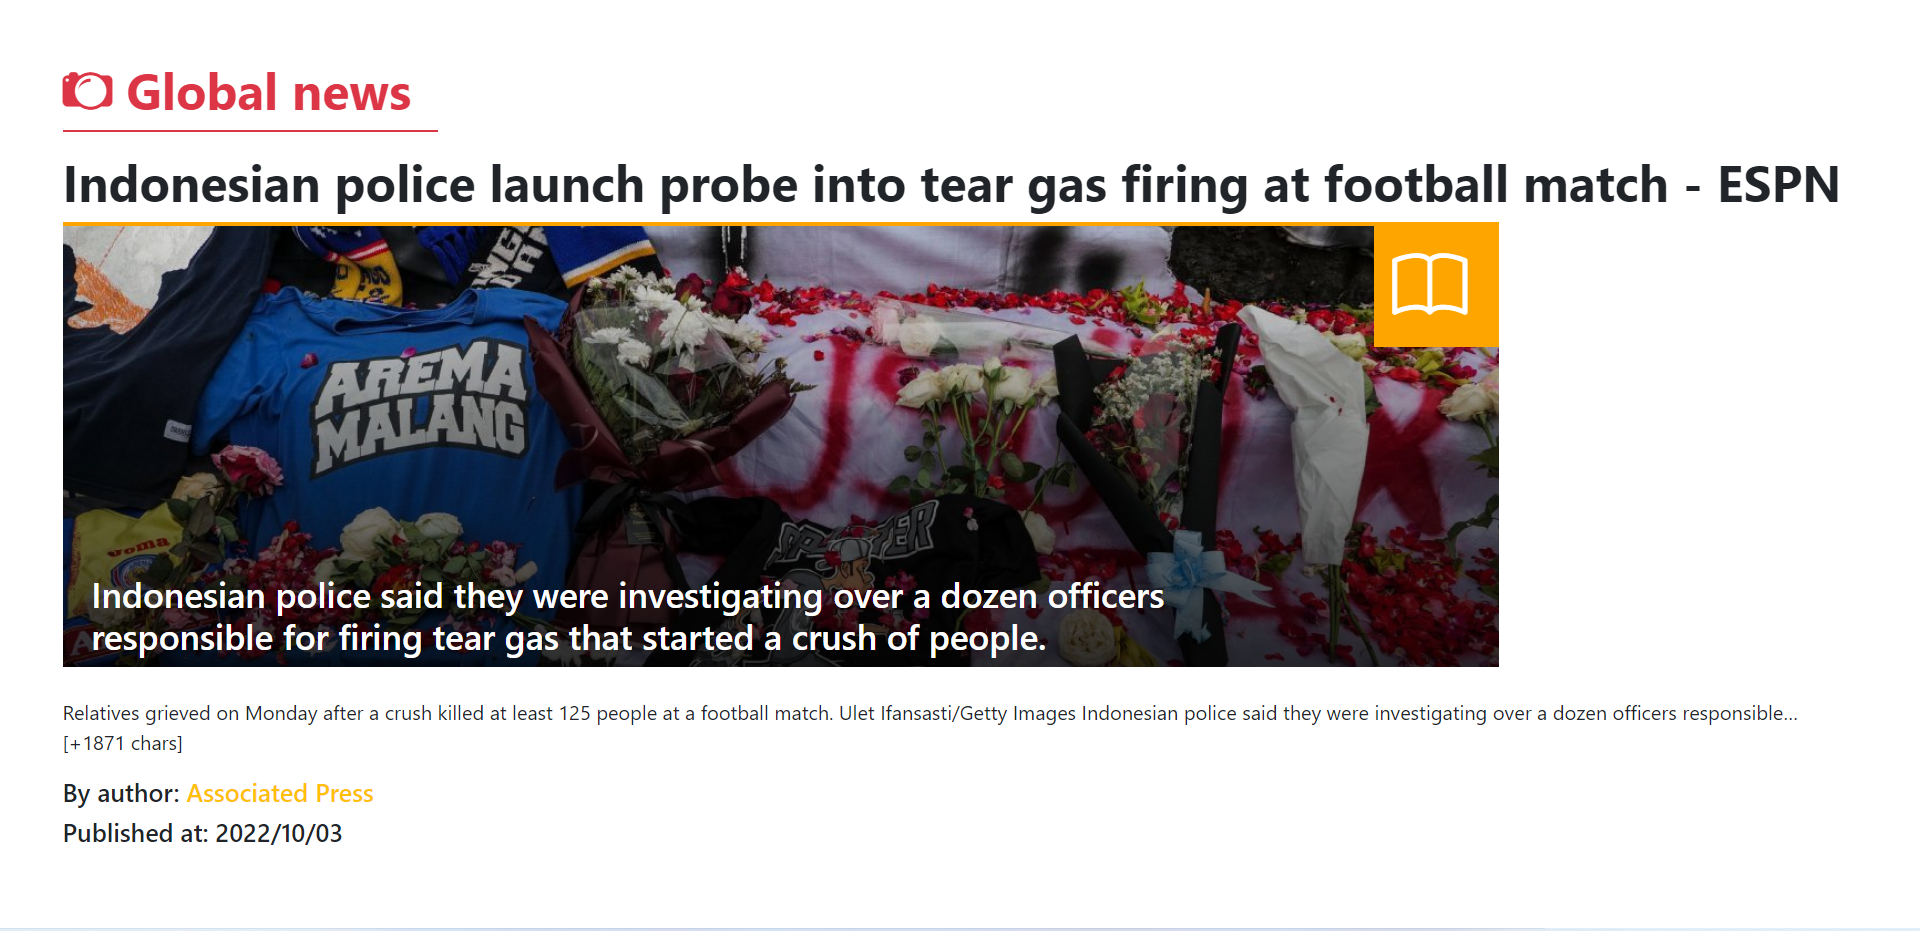 Global news
Indonesian police launch probe into tear gas firing at football match - ESPN
AREMA
MALANG
voma
Indonesian police said they were investigating over a dozen officers
responsible for firing tear gas that started a crush of people.
Relatives grieved on Monday after a crush killed at least 125 people at a football match. Ulet Ifansasti/Getty Images Indonesian police said they were investigating over a dozen officers responsible…
[+1871 chars]
By author: Associated Press
Published at: 2022/10/03